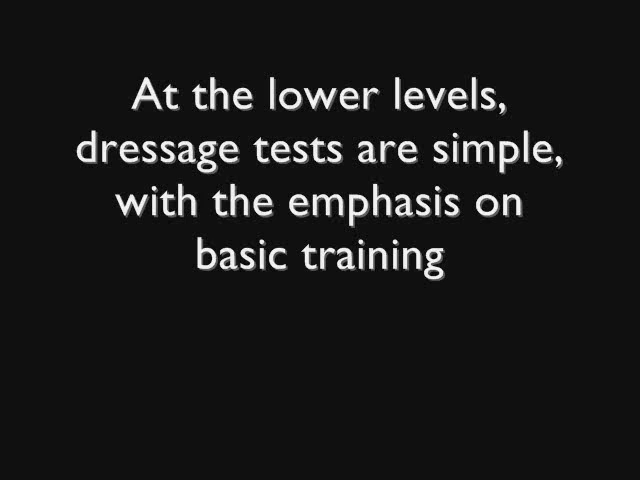 At the lower levels,
dressage tests are simple,
with the emphasis on
basic training